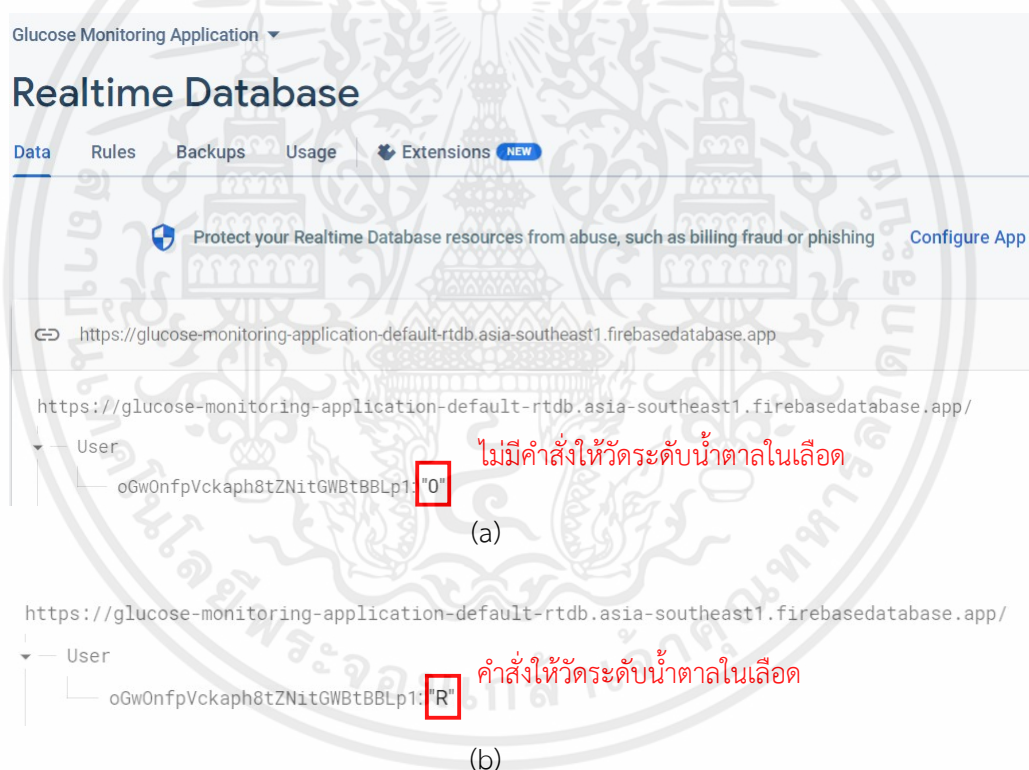 Glucose Monitoring Application
Realtime Database
Data Rules Backups Usage Extensions NEW
Protect your Realtime Database resources from abuse, such as billing fraud or phishing Configure App
https://glucose-monitoring-application-default-rtdb.asia-southeast1.firebasedatabase.app
https://glucose-monitoring-application-default-rtdb.asia-southeast1.firebasedatabase.app/
User
ไม่มีคำสั่งให้วัดระดับน้ำตาลในเลือด
oGwOnfpVckaph8tZNitGWBtBBLp1:"0"
(a)
https://glucose-monitoring-application-default-rtdb.asia-southeast1.firebasedatabase.app/
User
คำสั่งให้วัดระดับน้ำตาลในเลือด
oGwOnfpVckaph8tZNitGWBtBBLp1:"R"
(b)